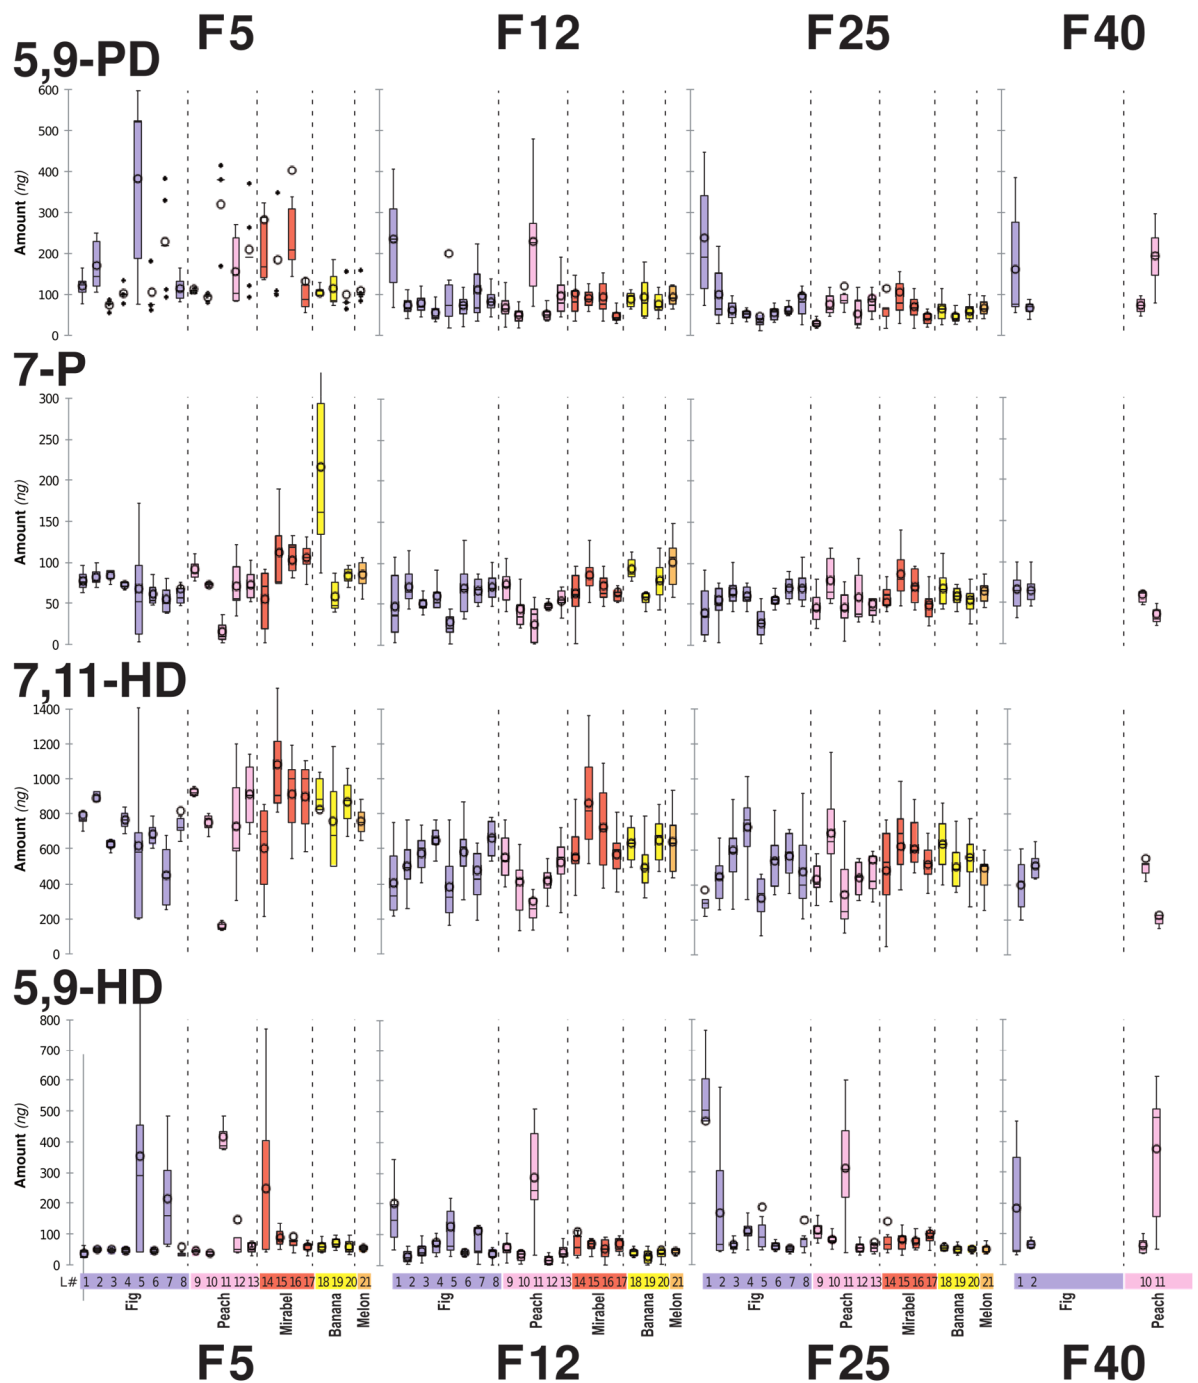 F5 F12 F25 F40
5,9-PD
Amount (ng)
600
500
400
300
200
100
0
7-P
Amount (ng)
300
250
200
150
100
50
0
7,11-HD
Amount (ng)
1400
1200
1000
800
600
400
200
0
5,9-HD
Amount (ng)
800
700
600
500
400
300
200
100
0
L# 1 2 3 4 5 6 7 8 9 10 11 12 13 14 15 16 17 18 19 20 21 1 2 3 4 5 6 7 8 9 10 11 12 13 14 15 16 17 18 19 20 21 1 2 3 4 5 6 7 8 9 10 11 12 13 14 15 16 17 18 19 20 21 1 2 10 11
Fig Peach Mirabel Banana Melon Fig Peach Mirabel Banana Melon Fig Peach Mirabel Banana Melon Fig Peach
F5 F12 F25 F40